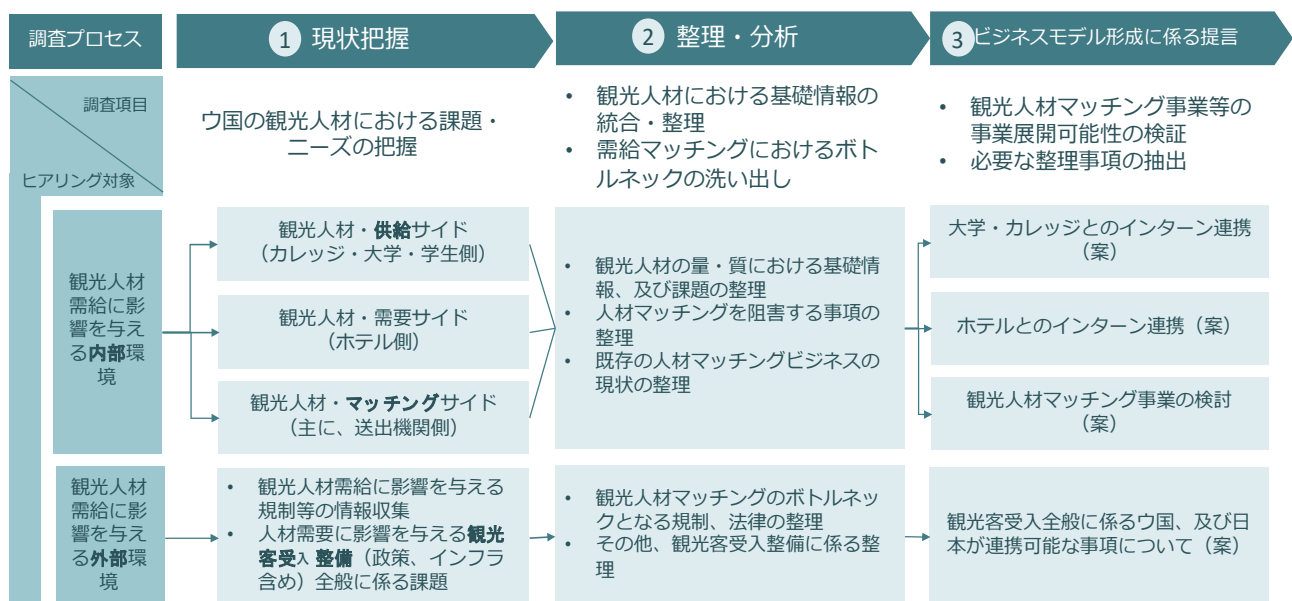 調査プロセス
1 現状把握
2 整理・分析
3 ビジネスモデル形成に係る提言
調査項目
ヒアリング対象
ウ国の観光人材における課題・
ニーズの把握
• 観光人材における基礎情報の
統合・整理
• 需給マッチングにおけるボト
ルネックの洗い出し
• 観光人材マッチング事業等の
事業展開可能性の検証
• 必要な整理事項の抽出
観光人材
需給に影
響を与え
る内部環
境
観光人材・供給サイド
(カレッジ・大学・学生側)
観光人材・需要サイド
(ホテル側)
観光人材・マッチングサイド
(主に、送出機関側)
• 観光人材の量・質における基礎情
報、及び課題の整理
• 人材マッチングを阻害する事項の
整理
• 既存の人材マッチングビジネスの
現状の整理
大学・カレッジとのインターン連携
(案)
ホテルとのインターン連携(案)
観光人材マッチング事業の検討
(案)
観光人材
需給に影
響を与え
る外部環
境
• 観光人材需給に影響を与える
規制等の情報収集
• 人材需要に影響を与える観光
客受入整備(政策、インフラ
含め)全般に係る課題
• 観光人材マッチングのボトルネッ
クとなる規制、法律の整理
• その他、観光客受入整備に係る整
理
観光客受入全般に係るウ国、及び日
本が連携可能な事項について(案)